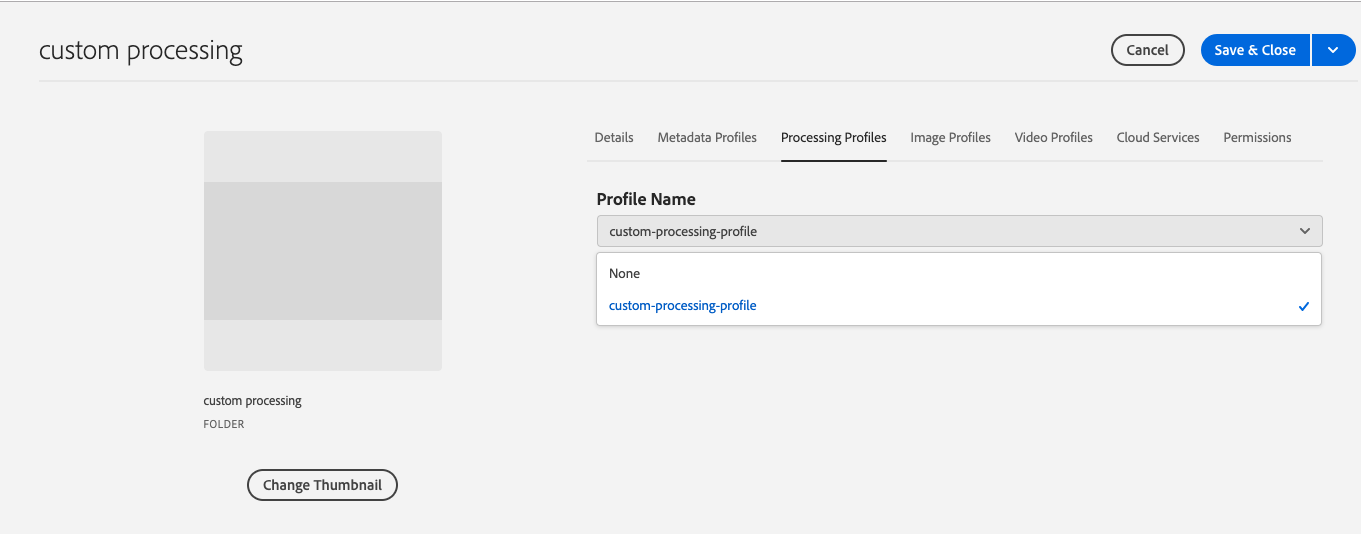 custom processing
Cancel
Save & Close
Details Metadata Profiles Processing Profiles Image Profiles Video Profiles Cloud Services Permissions
Profile Name
custom-processing-profile
None
custom-processing-profile
custom processing
FOLDER
Change Thumbnail